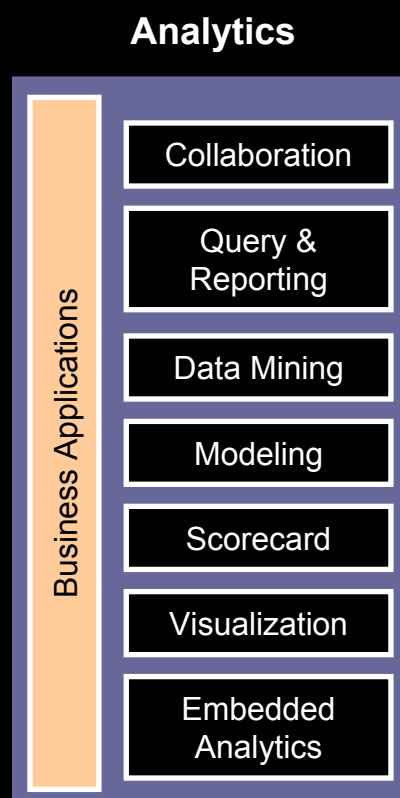 Analytics
Business Applications
Collaboration
Query &
Reporting
Data Mining
Modeling
Scorecard
Visualization
Embedded
Analytics